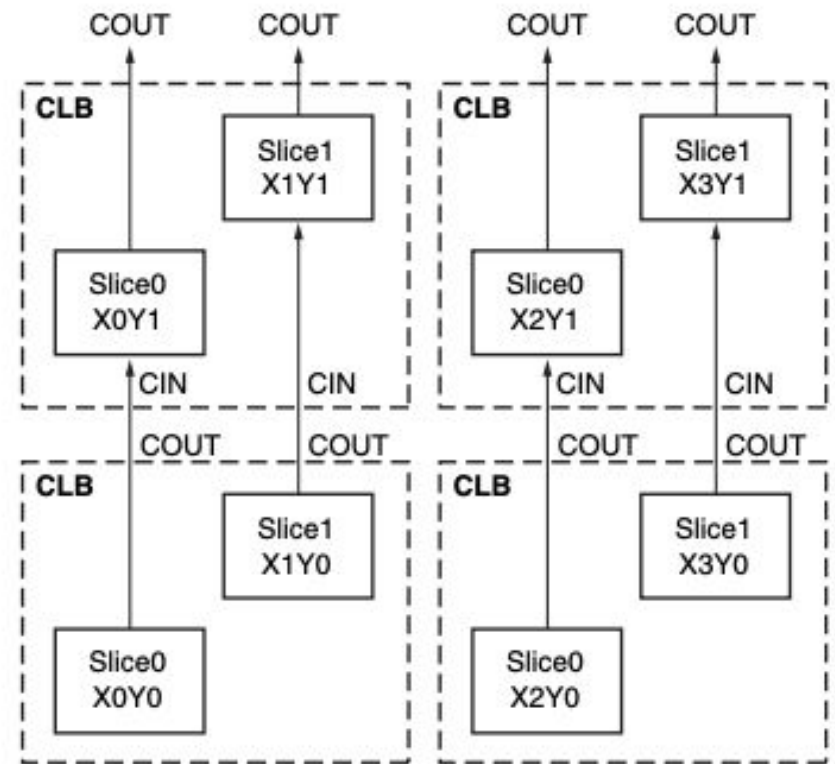 COUT COUT COUT COUT
CLB
Slice1
X1Y1
Slice0
X0Y1
CIN CIN
COUT COUT
CLB
Slice1
X3Y1
Slice0
X2Y1
CIN CIN
COUT COUT
CLB
Slice1
X1Y0
Slice0
X0Y0
CLB
Slice1
X3Y0
Slice0
X2Y0